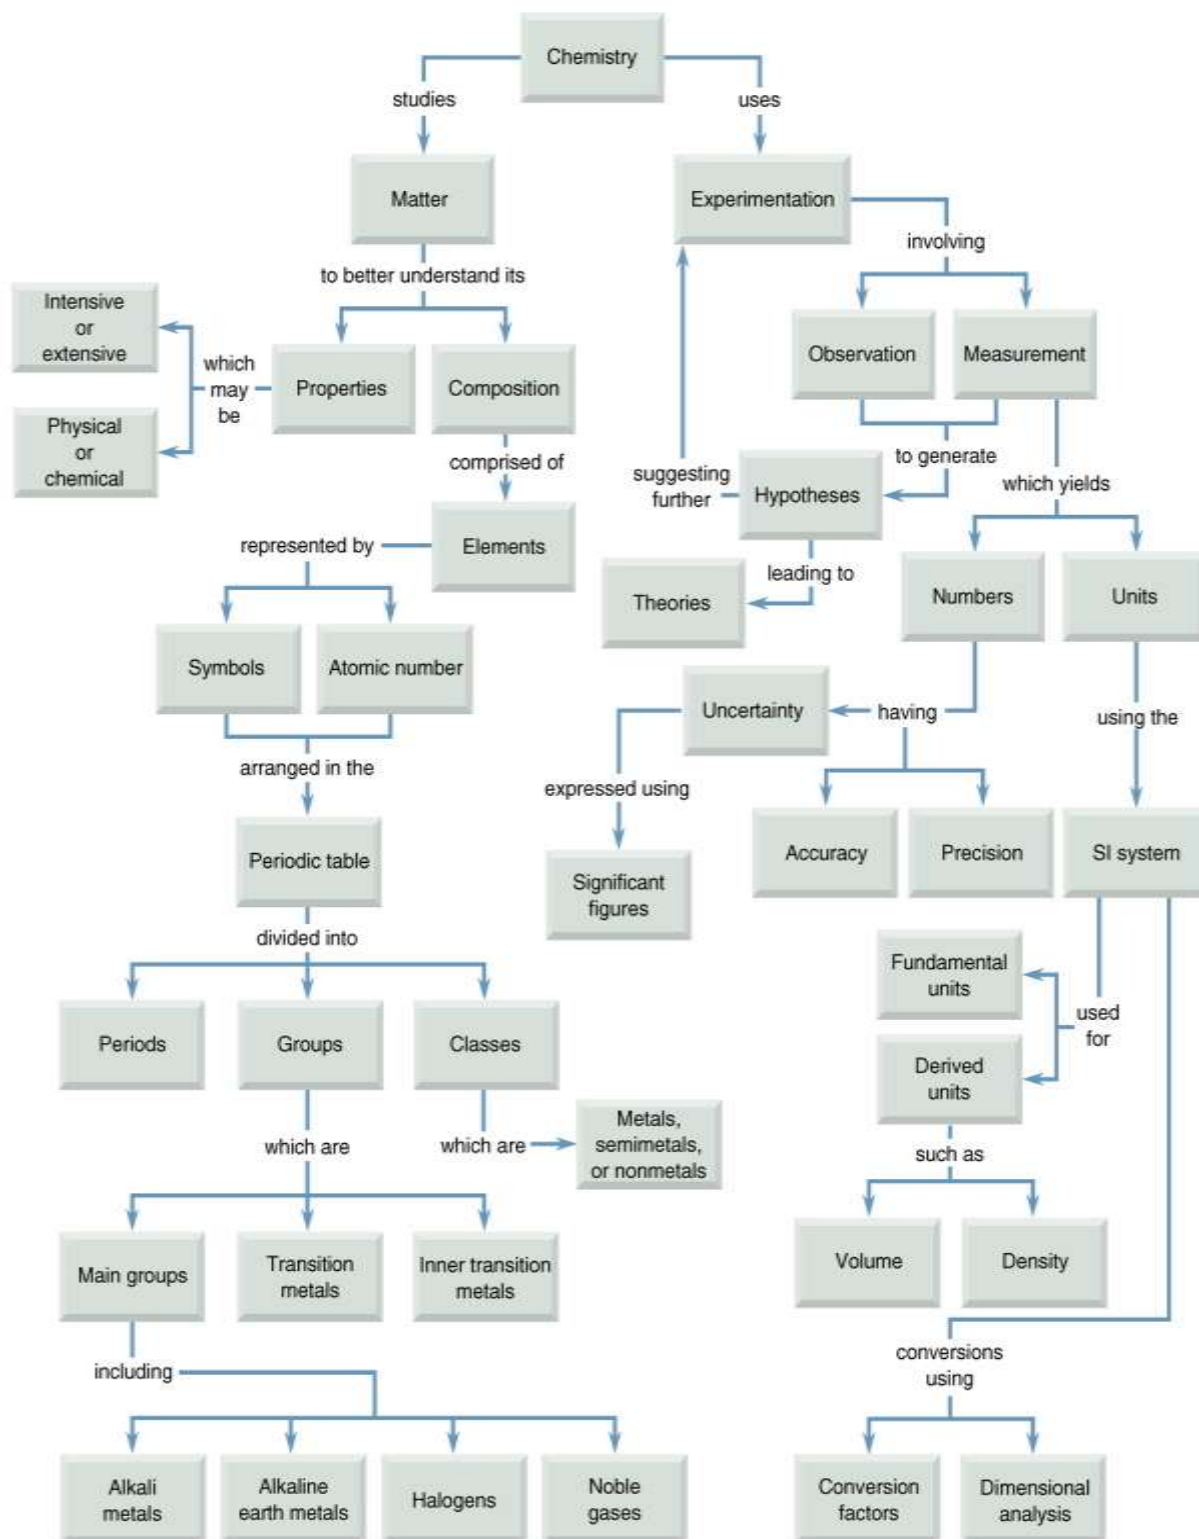 Chemistry
studies
uses
Matter
Experimentation
involving
to better understand its
Intensive
or
extensive
which
may
be
Properties
Composition
Observation
Measurement
Physical
or
chemical
comprised of
to generate
suggesting
further
Hypotheses
which yields
represented by
Elements
leading to
Theories
Numbers
Units
Symbols
Atomic number
Uncertainty
having
using the
arranged in the
expressed using
Periodic table
Accuracy
Precision
SI system
Significant
figures
divided into
Fundamental
units
used
for
Periods
Groups
Classes
Derived
units
which are
which are
Metals,
semimetals,
or nonmetals
such as
Main groups
Transition
metals
Inner transition
metals
Volume
Density
including
conversions
using
Alkali
metals
Alkaline
earth metals
Halogens
Noble
gases
Conversion
factors
Dimensional
analysis